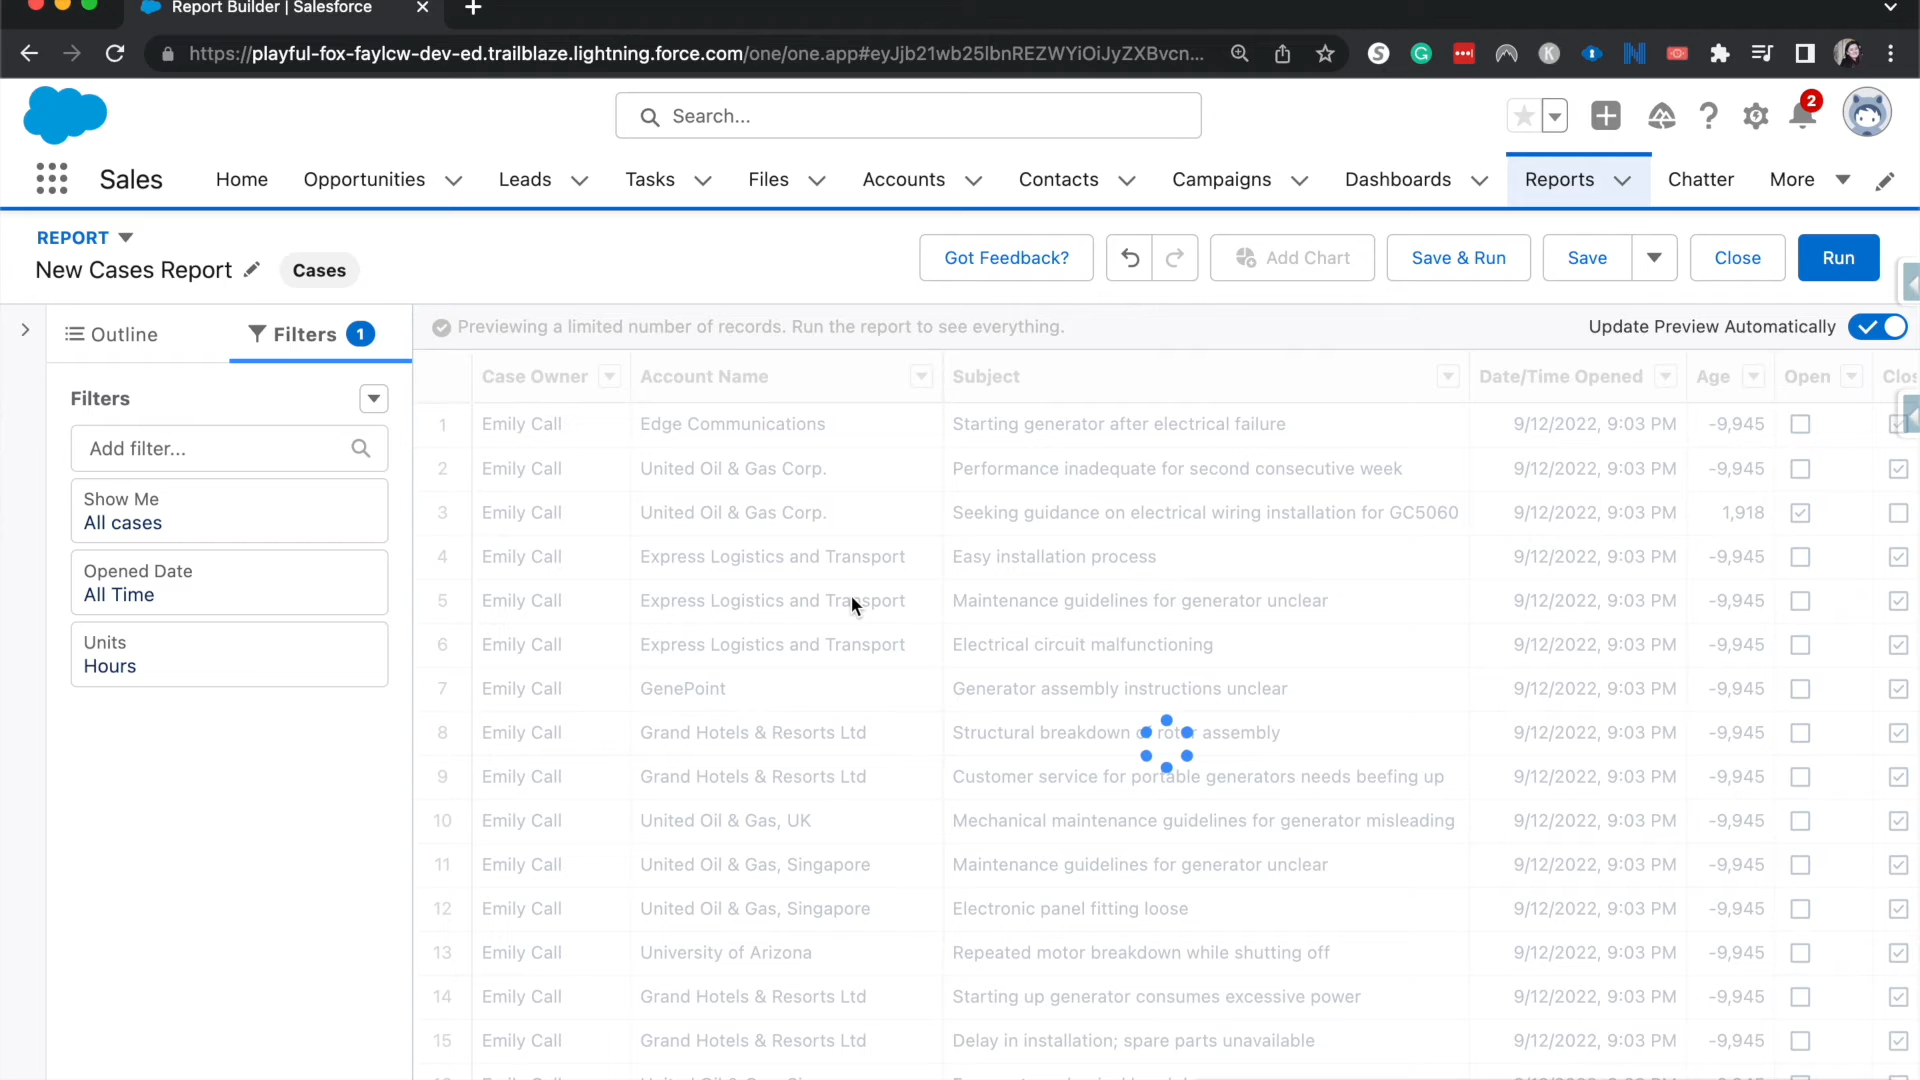 Report Builder | Salesforce
https://playful-fox-faylcw-dev-ed.trailblaze.lightning.force.com/one/one.app#eyJjb21wb25lbnREZWYiOiJyZXBvcn...
Search...
2
Sales Home Opportunities Leads Tasks Files Accounts Contacts Campaigns Dashboards Reports Chatter More
REPORT
New Cases Report Cases
Got Feedback? Add Chart Save & Run Save Close Run
Outline Filters 1
Previewing a limited number of records. Run the report to see everything. Update Preview Automatically
Filters
Add filter...
Show Me
All cases
Opened Date
All Time
Units
Hours
Case Owner Account Name Subject Date/Time Opened Age Open Clos
1 Emily Call Edge Communications Starting generator after electrical failure 9/12/2022, 9:03 PM -9,945
2 Emily Call United Oil & Gas Corp. Performance inadequate for second consecutive week 9/12/2022, 9:03 PM -9,945
3 Emily Call United Oil & Gas Corp. Seeking guidance on electrical wiring installation for GC5060 9/12/2022, 9:03 PM 1,918
4 Emily Call Express Logistics and Transport Easy installation process 9/12/2022, 9:03 PM -9,945
5 Emily Call Express Logistics and Transport Maintenance guidelines for generator unclear 9/12/2022, 9:03 PM -9,945
6 Emily Call Express Logistics and Transport Electrical circuit malfunctioning 9/12/2022, 9:03 PM -9,945
7 Emily Call GenePoint Generator assembly instructions unclear 9/12/2022, 9:03 PM -9,945
8 Emily Call Grand Hotels & Resorts Ltd Structural breakdown of rotor assembly 9/12/2022, 9:03 PM -9,945
9 Emily Call Grand Hotels & Resorts Ltd Customer service for portable generators needs beefing up 9/12/2022, 9:03 PM -9,945
10 Emily Call United Oil & Gas, UK Mechanical maintenance guidelines for generator misleading 9/12/2022, 9:03 PM -9,945
11 Emily Call United Oil & Gas, Singapore Maintenance guidelines for generator unclear 9/12/2022, 9:03 PM -9,945
12 Emily Call United Oil & Gas, Singapore Electronic panel fitting loose 9/12/2022, 9:03 PM -9,945
13 Emily Call University of Arizona Repeated motor breakdown while shutting off 9/12/2022, 9:03 PM -9,945
14 Emily Call Grand Hotels & Resorts Ltd Starting up generator consumes excessive power 9/12/2022, 9:03 PM -9,945
15 Emily Call Grand Hotels & Resorts Ltd Delay in installation; spare parts unavailable 9/12/2022, 9:03 PM -9,945